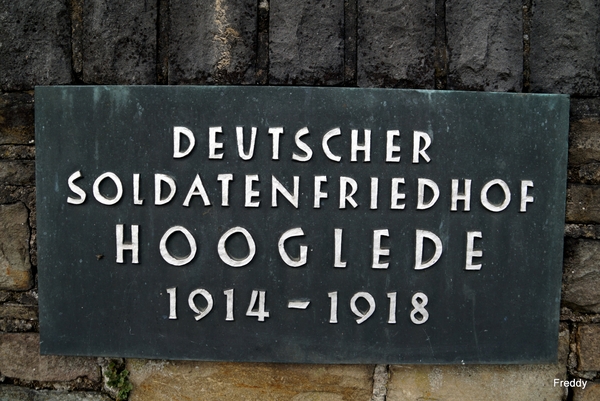 DEUTSCHER
SOLDATENFRIEDHOF
HOOGLEDE
1914 – 1918
Freddy